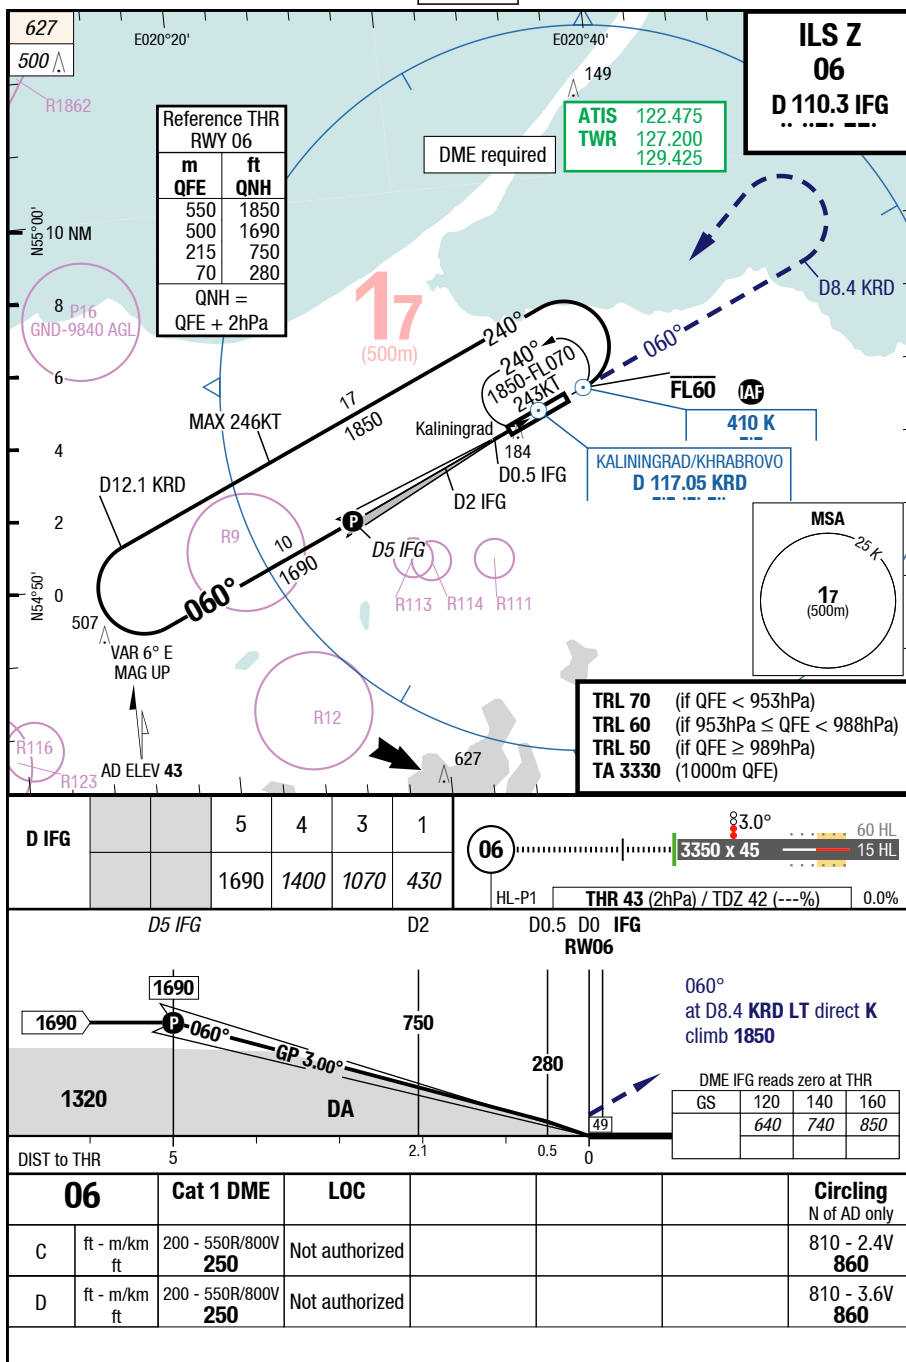 627
500
E020°20'
E020°40'
ILS Z
06
D 110.3 IFG
R1862
149
Reference THR
RWY 06
m ft
QFE QNH
550 1850
500 1690
215 750
70 280
QNH =
QFE + 2hPa
ATIS 122.475
TWR 127.200
129.425
DME required
N55°00'
10 NM
8
6
4
2
0
N54°50'
P16
GND-9840 AGL
17
(500m)
D8.4 KRD
060°
240°
240°
1850-FL070
243KT
17
1850
MAX 246KT
FL60 IAF
410 K
Kaliningrad
184
D0.5 IFG
KALININGRAD/KHRABROVO
D 117.05 KRD
D2 IFG
D12.1 KRD
R9
P
D5 IFG
10
1690
060°
R113
R114
R111
MSA
25 K
17
(500m)
507
VAR 6° E
MAG UP
R12
R116
R123
AD ELEV 43
627
TRL 70 (if QFE < 953hPa)
TRL 60 (if 953hPa ≤ QFE < 988hPa)
TRL 50 (if QFE ≥ 989hPa)
TA 3330 (1000m QFE)
D IFG 5 4 3 1
1690 1400 1070 430
06
3.0°
3350 x 45
60 HL
15 HL
HL-P1
THR 43 (2hPa) / TDZ 42 (---%)
0.0%
D5 IFG D2 D0.5 D0 IFG
RW06
1690
1690
P
060°
GP 3.00°
750
280
1320
DA
49
060°
at D8.4 KRD LT direct K
climb 1850
DME IFG reads zero at THR
GS 120 140 160
640 740 850
DIST to THR 5 2.1 0.5 0
06 Cat 1 DME LOC Circling
N of AD only
C ft - m/km 200 - 550R/800V Not authorized 810 - 2.4V
ft 250 860
D ft - m/km 200 - 550R/800V Not authorized 810 - 3.6V
ft 250 860